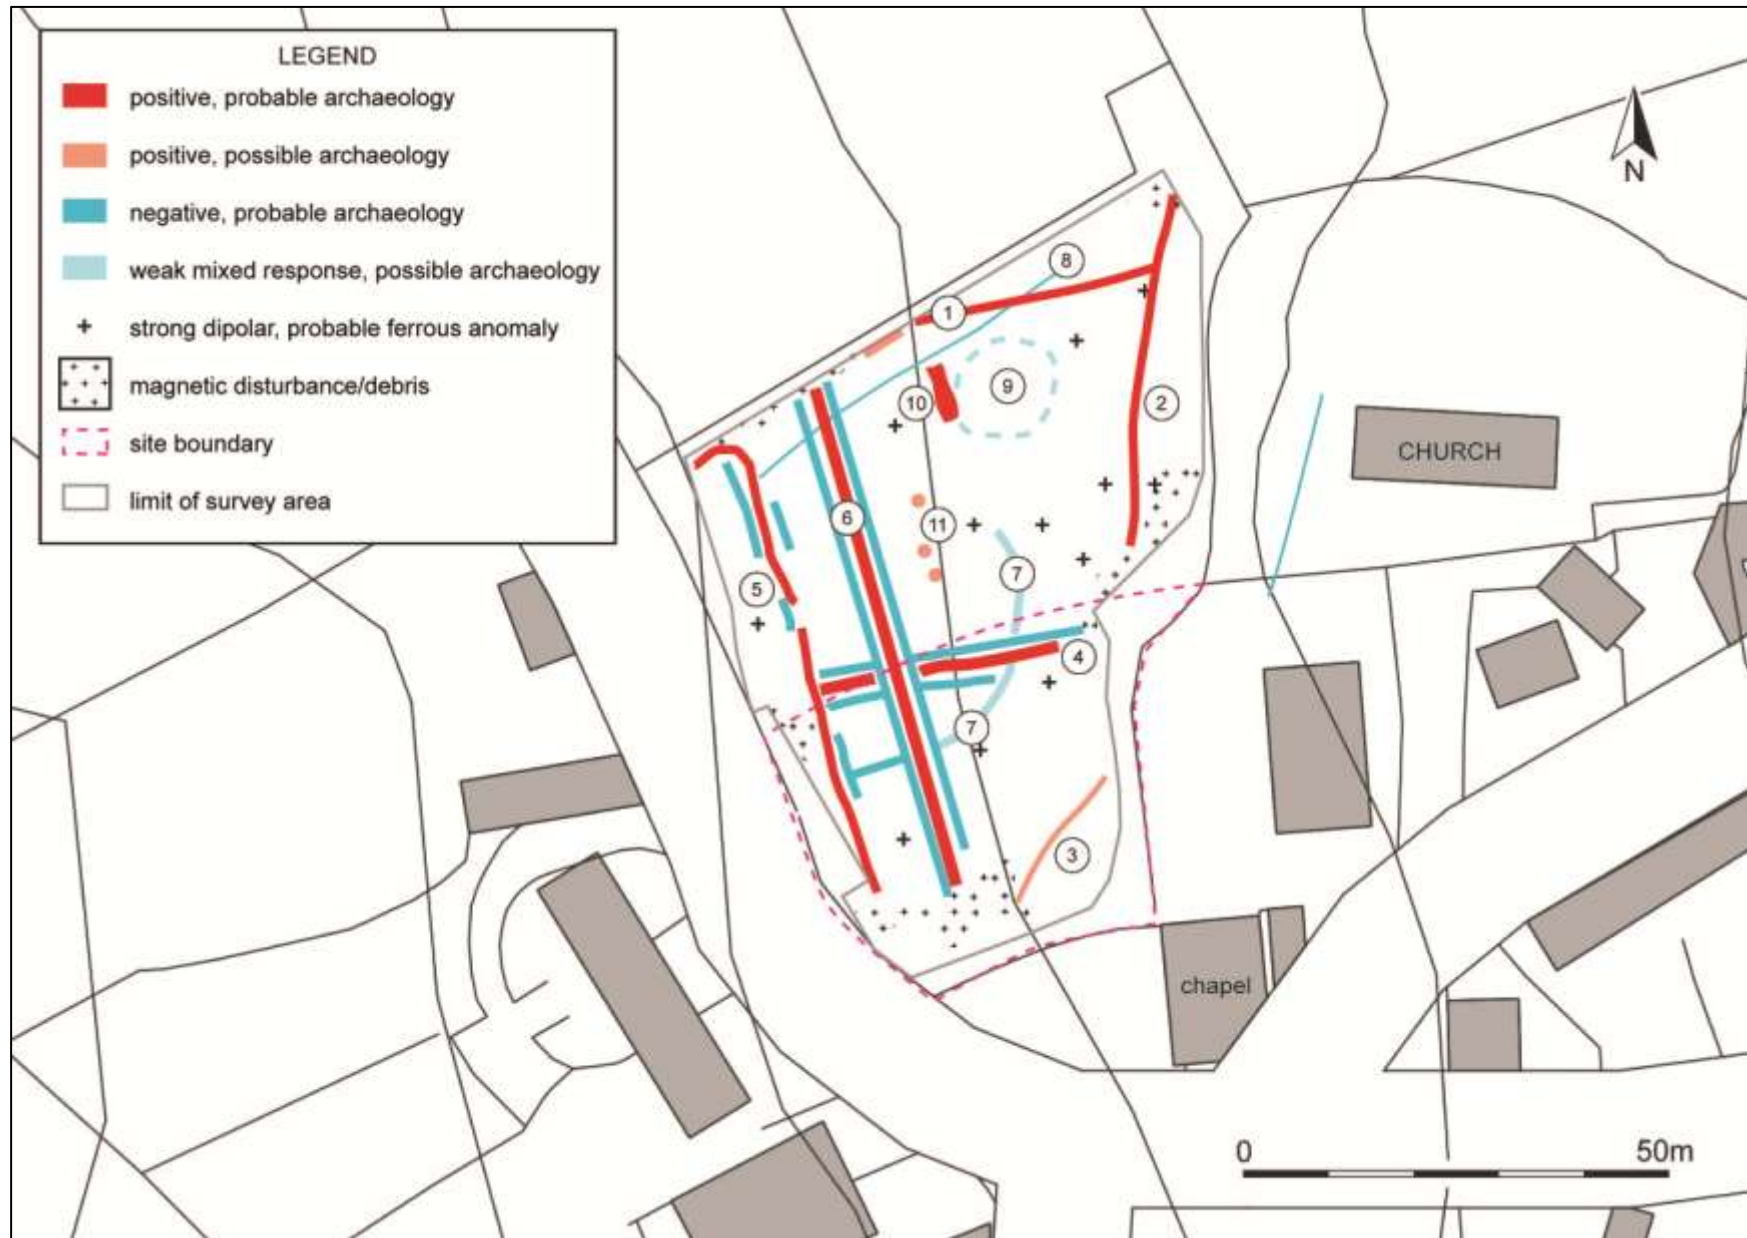 LEGEND
positive, probable archaeology
positive, possible archaeology
negative, probable archaeology
weak mixed response, possible archaeology
strong dipolar, probable ferrous anomaly
magnetic disturbance/debris
site boundary
limit of survey area
N
8
1
9
10
2
CHURCH
6
11
7
5
4
7
3
chapel
0 50m